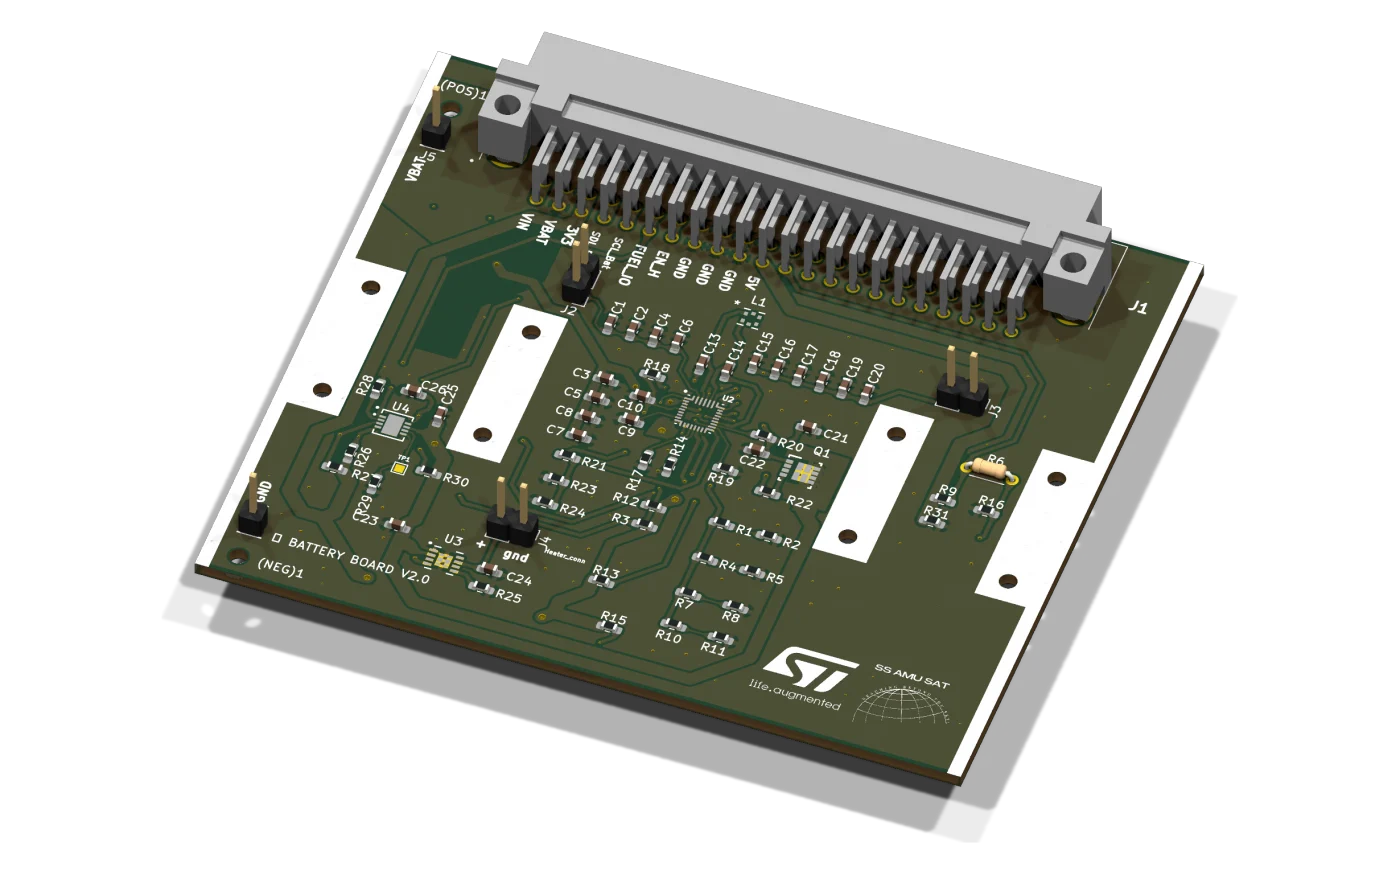 (POS)1
J5
VBAT
J1
VIN
VBAT
3V3
SDI
SCL_Bat
FUEL_IO
EN_H
GND
GND
GND
5V
J2
L1
*
C1
C2
C4
C6
C13
C14
C15
C16
C17
C18
C19
C20
R18
C3
C5
C8
C7
C10
C9
U2
J3
R28
C26
C25
U4
R26
TP1
R30
R29
C23
GND
R21
R23
R24
R17
R14
R12
R3
R19
R20
C21
C22
Q1
R22
R6
R9
R16
R31
R1
R2
R4
R5
R7
R8
R10
R11
R13
R15
J4
Heater_conn
+
gnd
U3
C24
R25
BATTERY BOARD V2.0
(NEG)1
ST
life.augmented
SS AMU SAT